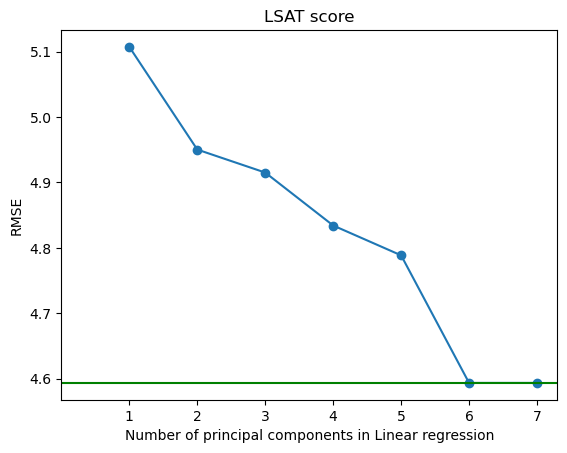 LSAT score
5.1
5.0
4.9
4.8
4.7
4.6
RMSE
1 2 3 4 5 6 7
Number of principal components in Linear regression